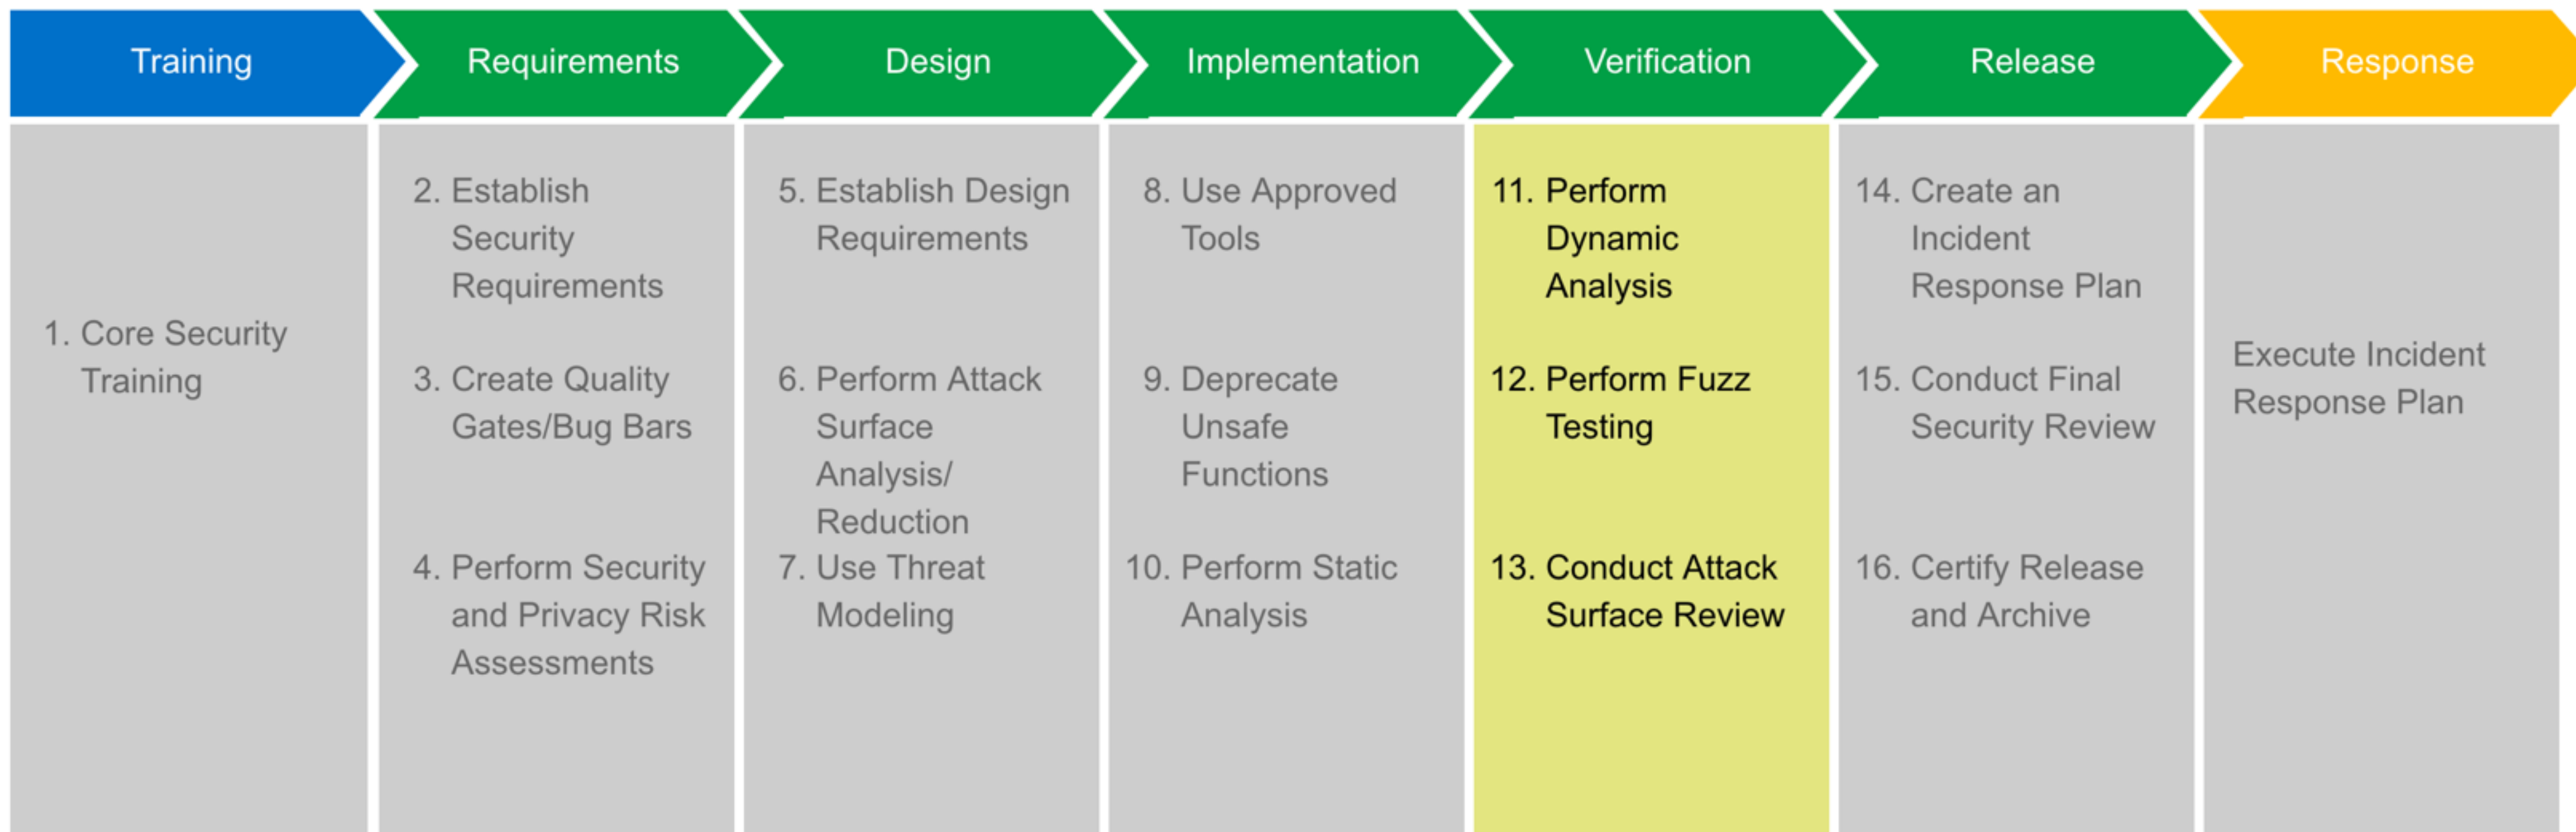 Training
Requirements
Design
Implementation
Verification
Release
Response
1. Core Security
Training
2. Establish
Security
Requirements
3. Create Quality
Gates/Bug Bars
4. Perform Security
and Privacy Risk
Assessments
5. Establish Design
Requirements
6. Perform Attack
Surface
Analysis/
Reduction
7. Use Threat
Modeling
8. Use Approved
Tools
9. Deprecate
Unsafe
Functions
10. Perform Static
Analysis
11. Perform
Dynamic
Analysis
12. Perform Fuzz
Testing
13. Conduct Attack
Surface Review
14. Create an
Incident
Response Plan
15. Conduct Final
Security Review
16. Certify Release
and Archive
Execute Incident
Response Plan